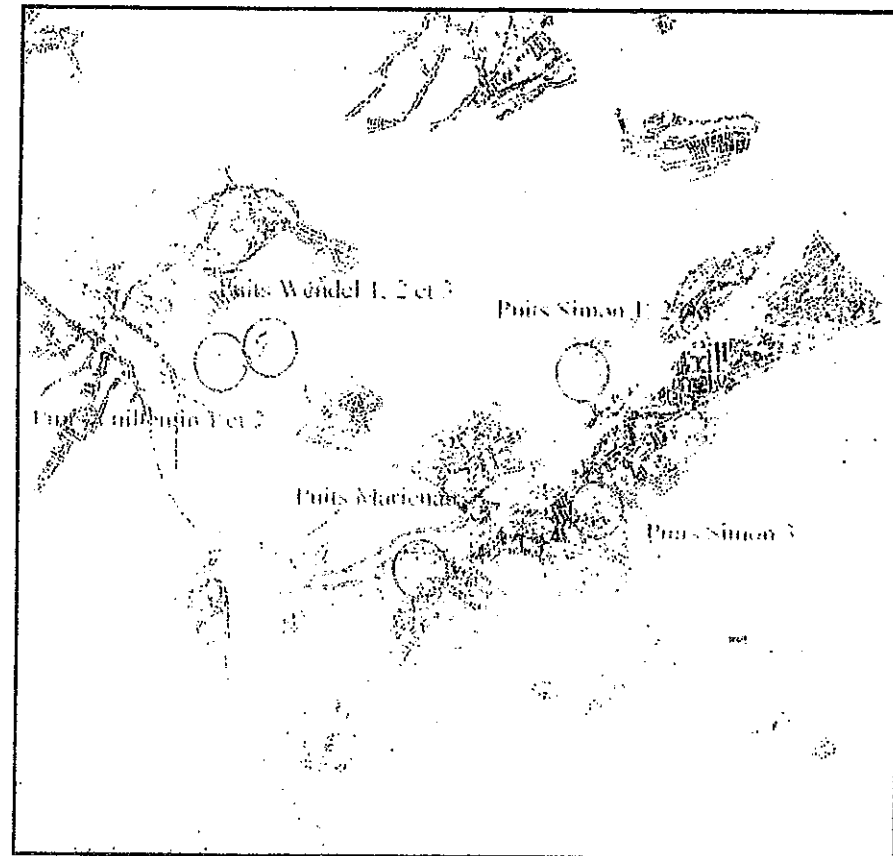 Puits Wendel 1, 2 et 3
Puits Simon 1, 2
1 et 2
Puits Marienau
Puits Simon 3